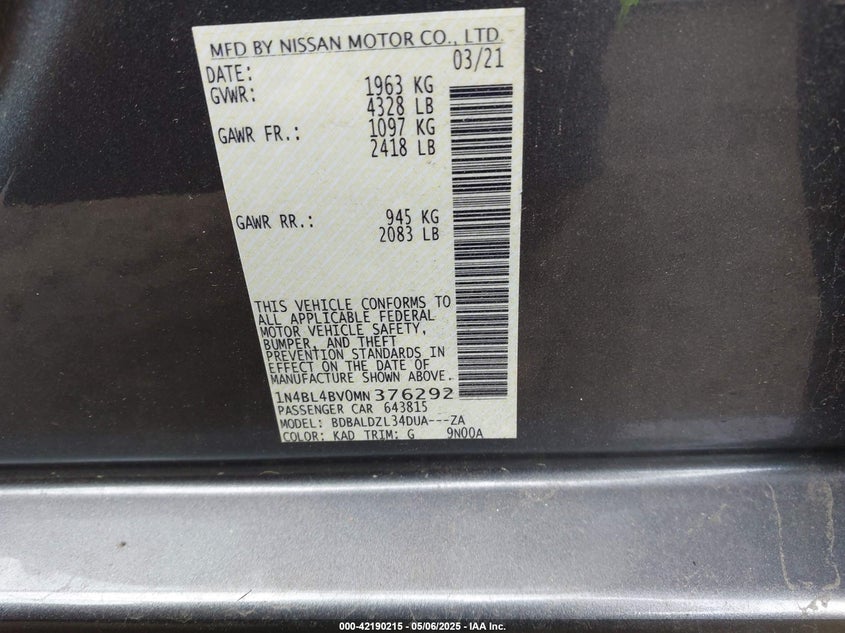 MFD BY NISSAN MOTOR CO., LTD.
DATE: 03/21
GVWR: 1963 KG
4328 LB
GAWR FR.: 1097 KG
2418 LB
GAWR RR.: 945 KG
2083 LB
THIS VEHICLE CONFORMS TO
ALL APPLICABLE FEDERAL
MOTOR VEHICLE SAFETY,
BUMPER, AND THEFT
PREVENTION STANDARDS IN
EFFECT ON THE DATE OF
MANUFACTURE SHOWN ABOVE.
1N4BL4BV0MN 376292
PASSENGER CAR 643815
MODEL: BDBALDZL34DUA---ZA
COLOR: KAD TRIM: G 9N00A
000-42190215 - 05/06/2025 - IAA Inc.